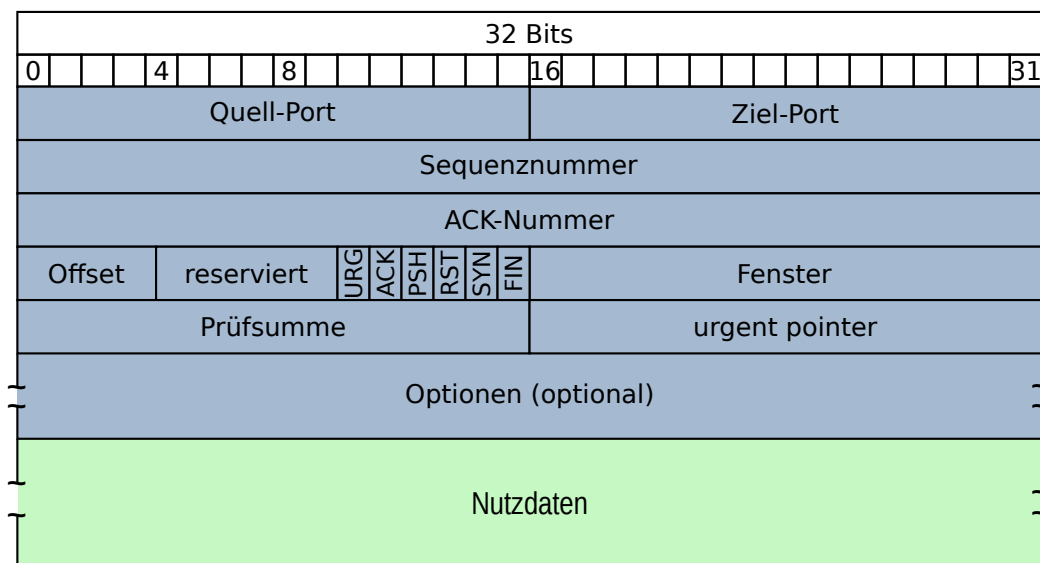 32 Bits
0 4 8 16 31
Quell-Port Ziel-Port
Sequenznummer
ACK-Nummer
Offset reserviert URG ACK PSH RST SYN FIN Fenster
Prüfsumme urgent pointer
Optionen (optional)
Nutzdaten